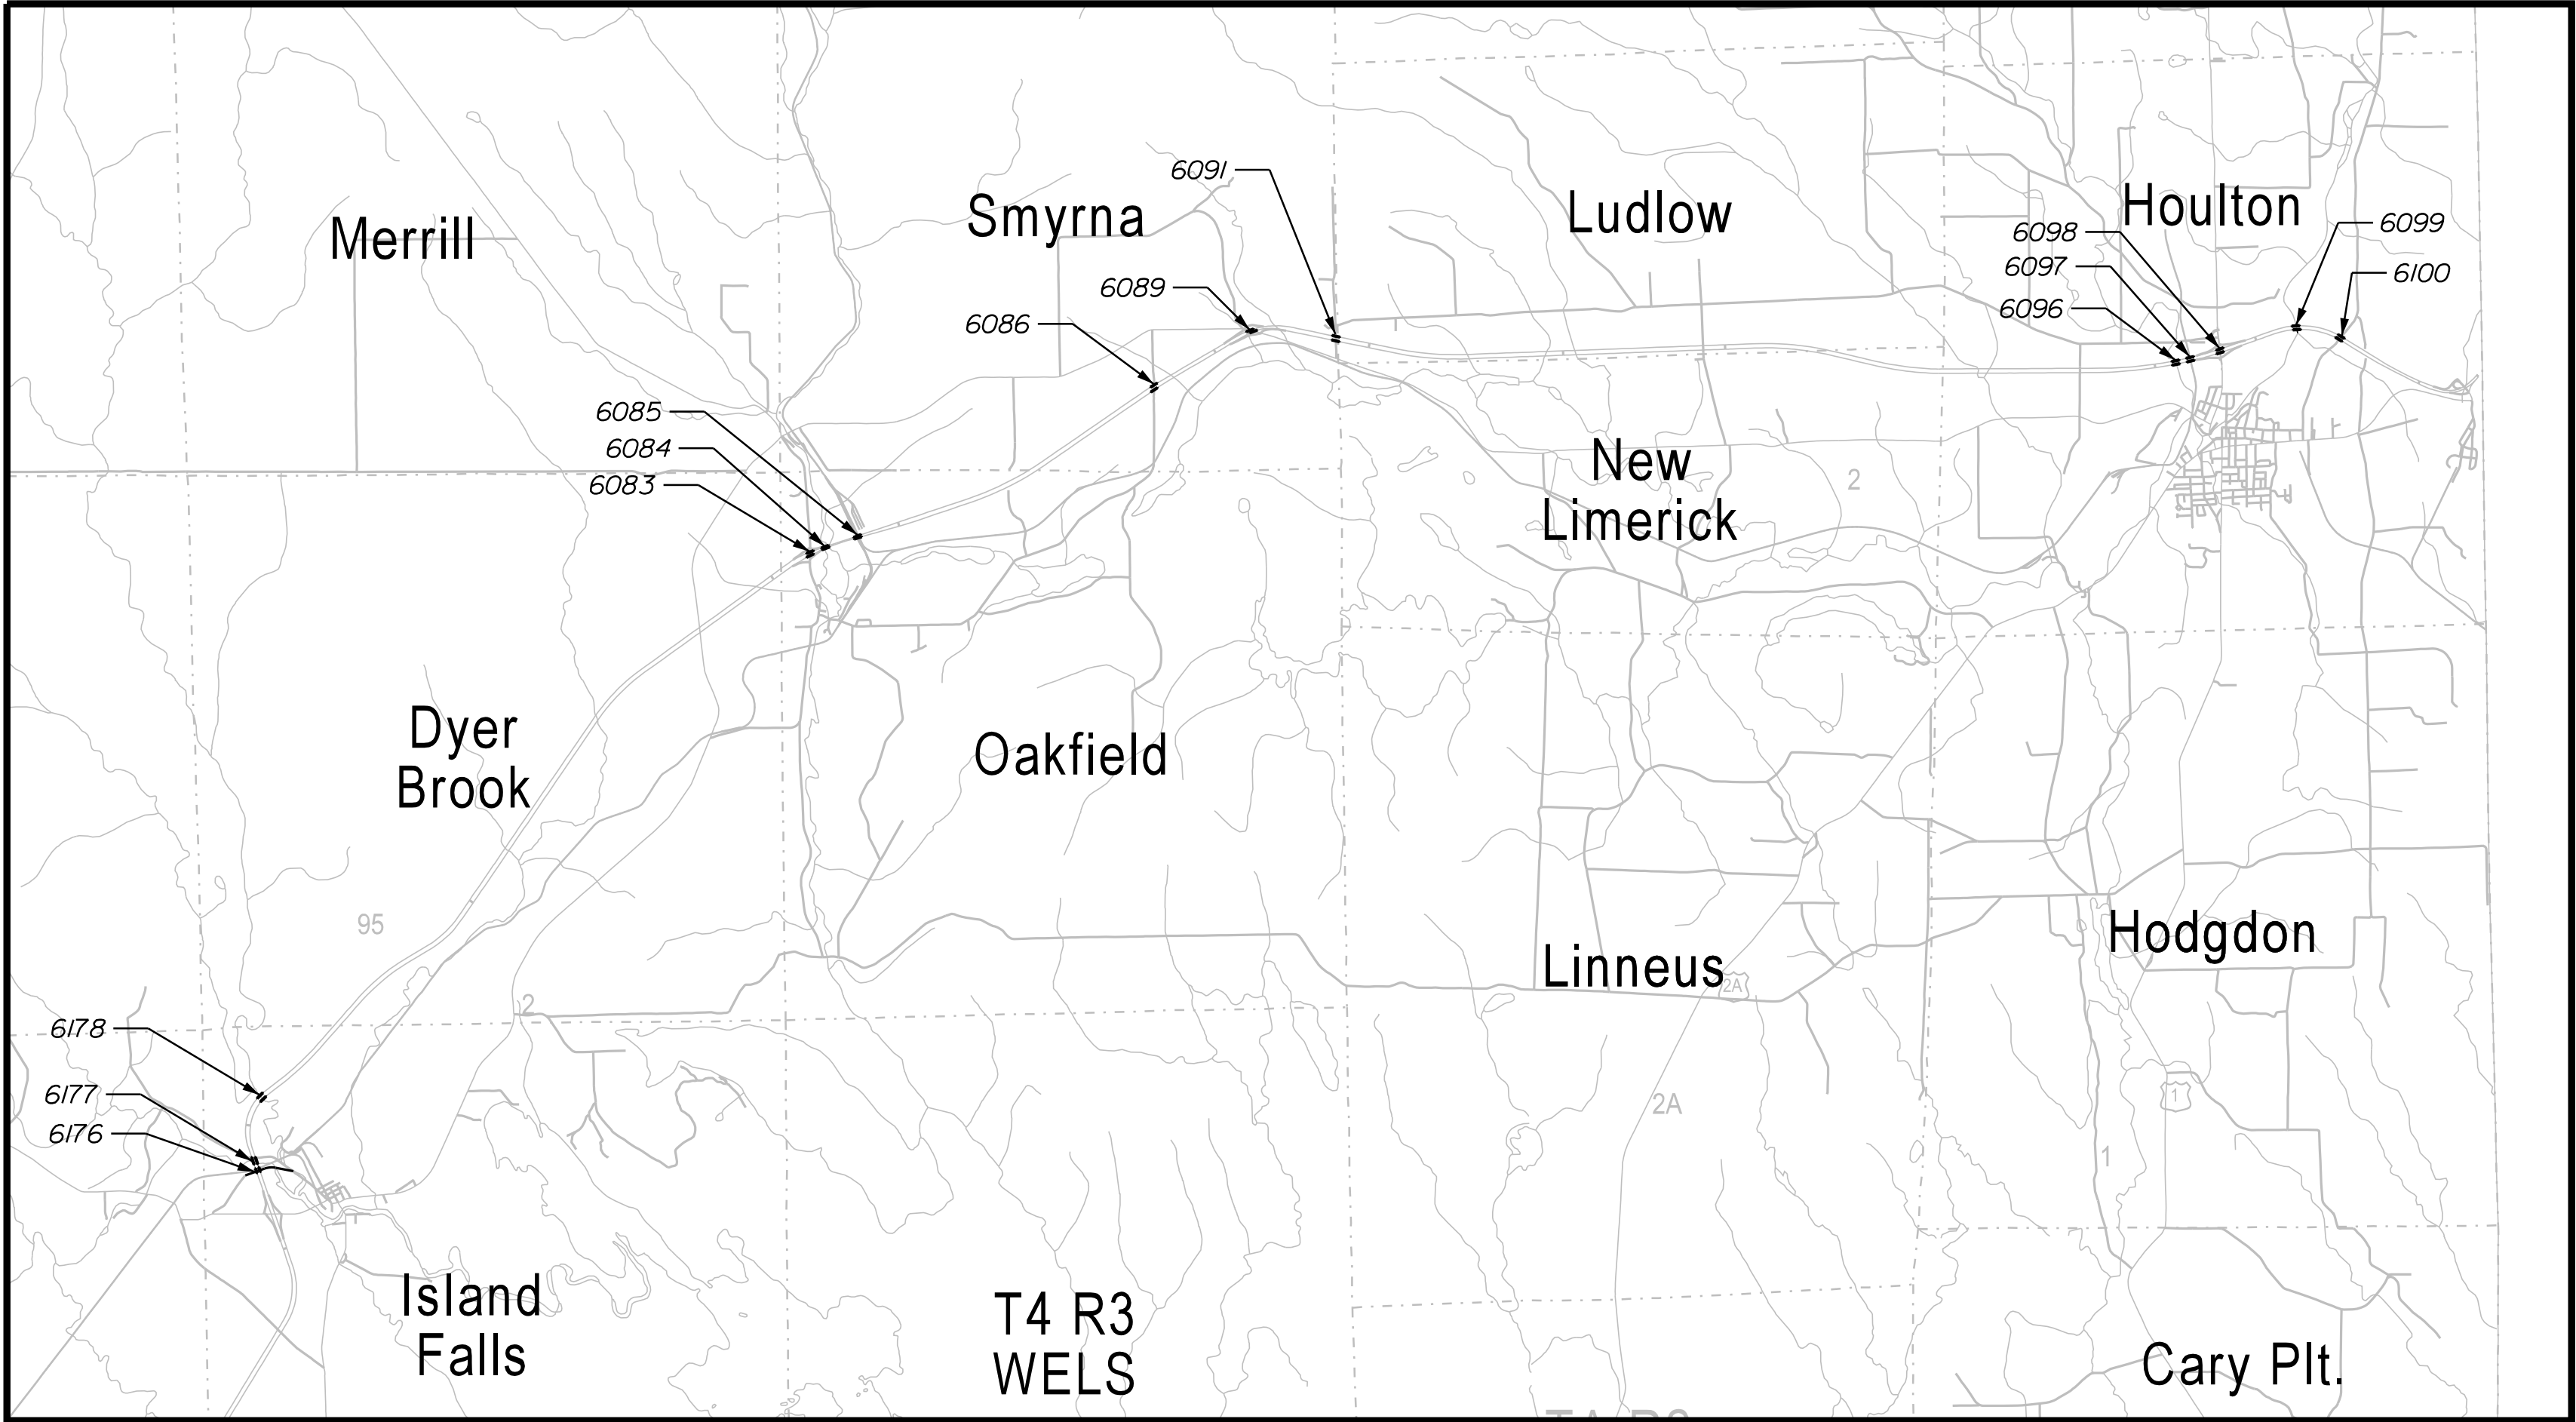 6091
Smyrna
Ludlow
Houlton
Merrill
6098
6099
6097
6100
6089
6096
6086
6085
6084
6083
New
Limerick
2
Dyer
Brook
Oakfield
95
Hodgdon
Linneus
2A
2
6178
6177
2A
1
6176
1
Island
Falls
T4 R3
WELS
Cary Plt.